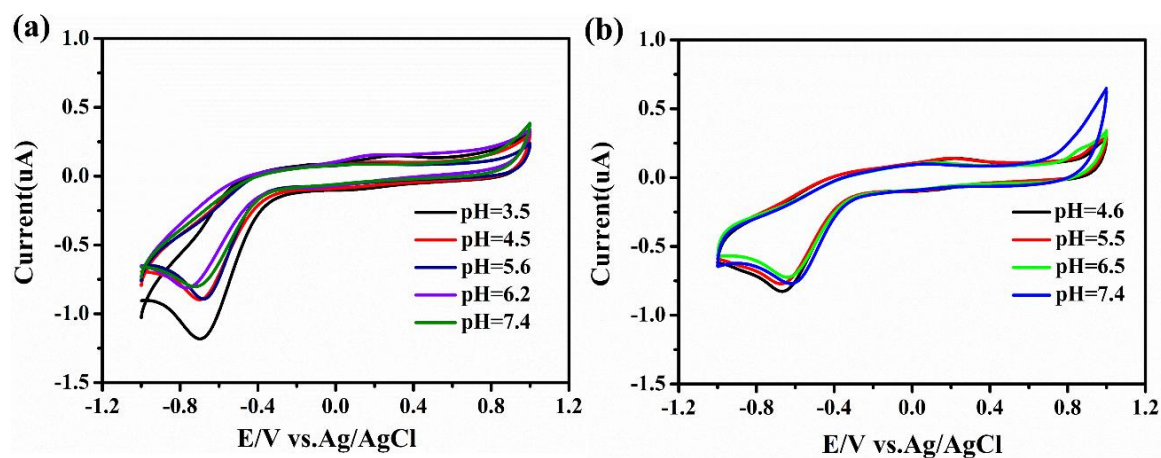 (a)
1.0
0.5
0.0
-0.5
-1.0
-1.5
Current(uA)
pH=3.5
pH=4.5
pH=5.6
pH=6.2
pH=7.4
-1.2 -0.8 -0.4 0.0 0.4 0.8 1.2
E/V vs.Ag/AgCl
(b)
1.0
0.5
0.0
-0.5
-1.0
-1.5
Current(uA)
pH=4.6
pH=5.5
pH=6.5
pH=7.4
-1.2 -0.8 -0.4 0.0 0.4 0.8 1.2
E/V vs.Ag/AgCl